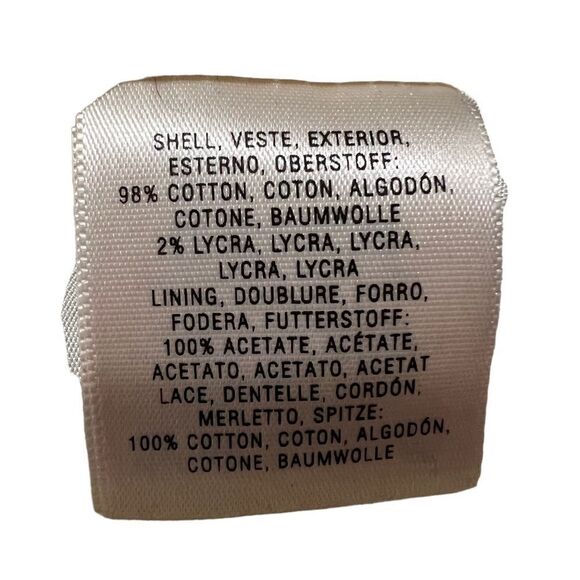 SHELL, VESTE, EXTERIOR,
ESTERNO, OBERSTOFF:
98% COTTON, COTON, ALGODÓN,
COTONE, BAUMWOLLE
2% LYCRA, LYCRA, LYCRA,
LYCRA, LYCRA
LINING, DOUBLURE, FORRO,
FODERA, FUTTERSTOFF:
100% ACETATE, ACÉTATE,
ACETATO, ACETATO, ACETAT
LACE, DENTELLE, CORDÓN,
MERLETTO, SPITZE:
100% COTTON, COTON, ALGODÓN,
COTONE, BAUMWOLLE